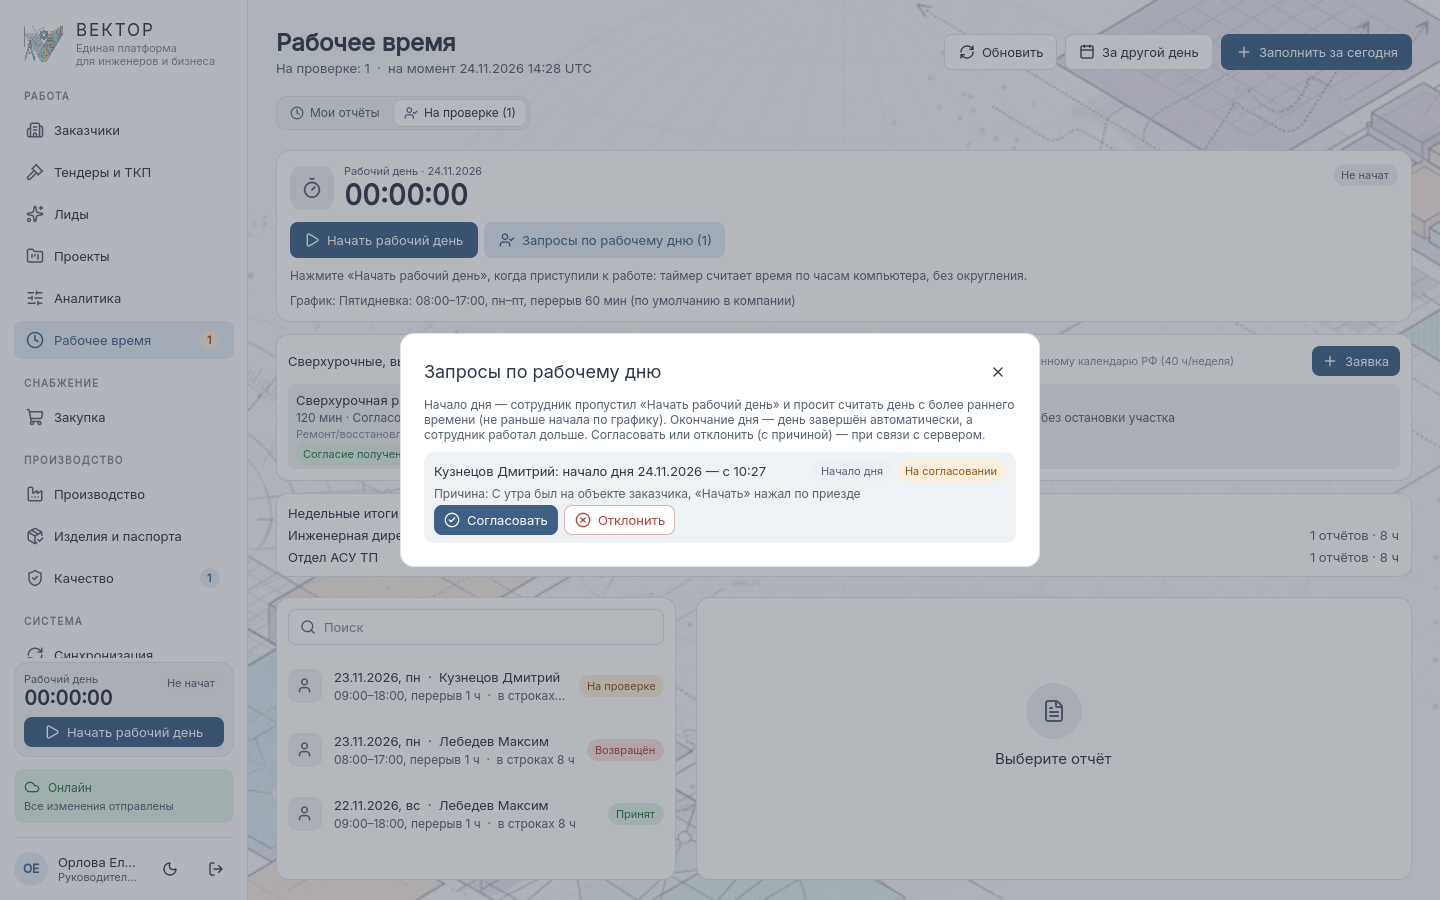 ВЕКТОР
Единая платформа
для инженеров и бизнеса
РАБОТА
Заказчики
Тендеры и ТКП
Лиды
Проекты
Аналитика
Рабочее время 1
СНАБЖЕНИЕ
Закупка
ПРОИЗВОДСТВО
Производство
Изделия и паспорта
Качество 1
СИСТЕМА
Синхронизация
Рабочий день Не начат
00:00:00
Начать рабочий день
Онлайн
Все изменения отправлены
ОЕ
Орлова Ел...
Руководител...
Рабочее время
На проверке: 1 · на момент 24.11.2026 14:28 UTC
Обновить За другой день Заполнить за сегодня
Мои отчёты На проверке (1)
Рабочий день · 24.11.2026 Не начат
00:00:00
Начать рабочий день Запросы по рабочему дню (1)
Нажмите «Начать рабочий день», когда приступили к работе: таймер считает время по часам компьютера, без округления.
График: Пятидневка: 08:00–17:00, пн–пт, перерыв 60 мин (по умолчанию в компании)
Сверхурочные, календарю РФ (40 ч/неделя) Заявка
Сверхурочная
120 мин · без остановки участка
Согласие
Недельные итоги
Инженерная 1 отчётов · 8 ч
Отдел АСУ ТП 1 отчётов · 8 ч
Запросы по рабочему дню
Начало дня — сотрудник пропустил «Начать рабочий день» и просит считать день с более раннего
времени (не раньше начала по графику). Окончание дня — день завершён автоматически, а
сотрудник работал дольше. Согласовать или отклонить (с причиной) — при связи с сервером.
Кузнецов Дмитрий: начало дня 24.11.2026 — с 10:27 Начало дня На согласовании
Причина: С утра был на объекте заказчика, «Начать» нажал по приезде
Согласовать Отклонить
Поиск
23.11.2026, пн · Кузнецов Дмитрий
09:00–18:00, перерыв 1 ч · в строках... На проверке
23.11.2026, пн · Лебедев Максим
08:00–17:00, перерыв 1 ч · в строках 8 ч Возвращён
22.11.2026, вс · Лебедев Максим
09:00–18:00, перерыв 1 ч · в строках 8 ч Принят
Выберите отчёт